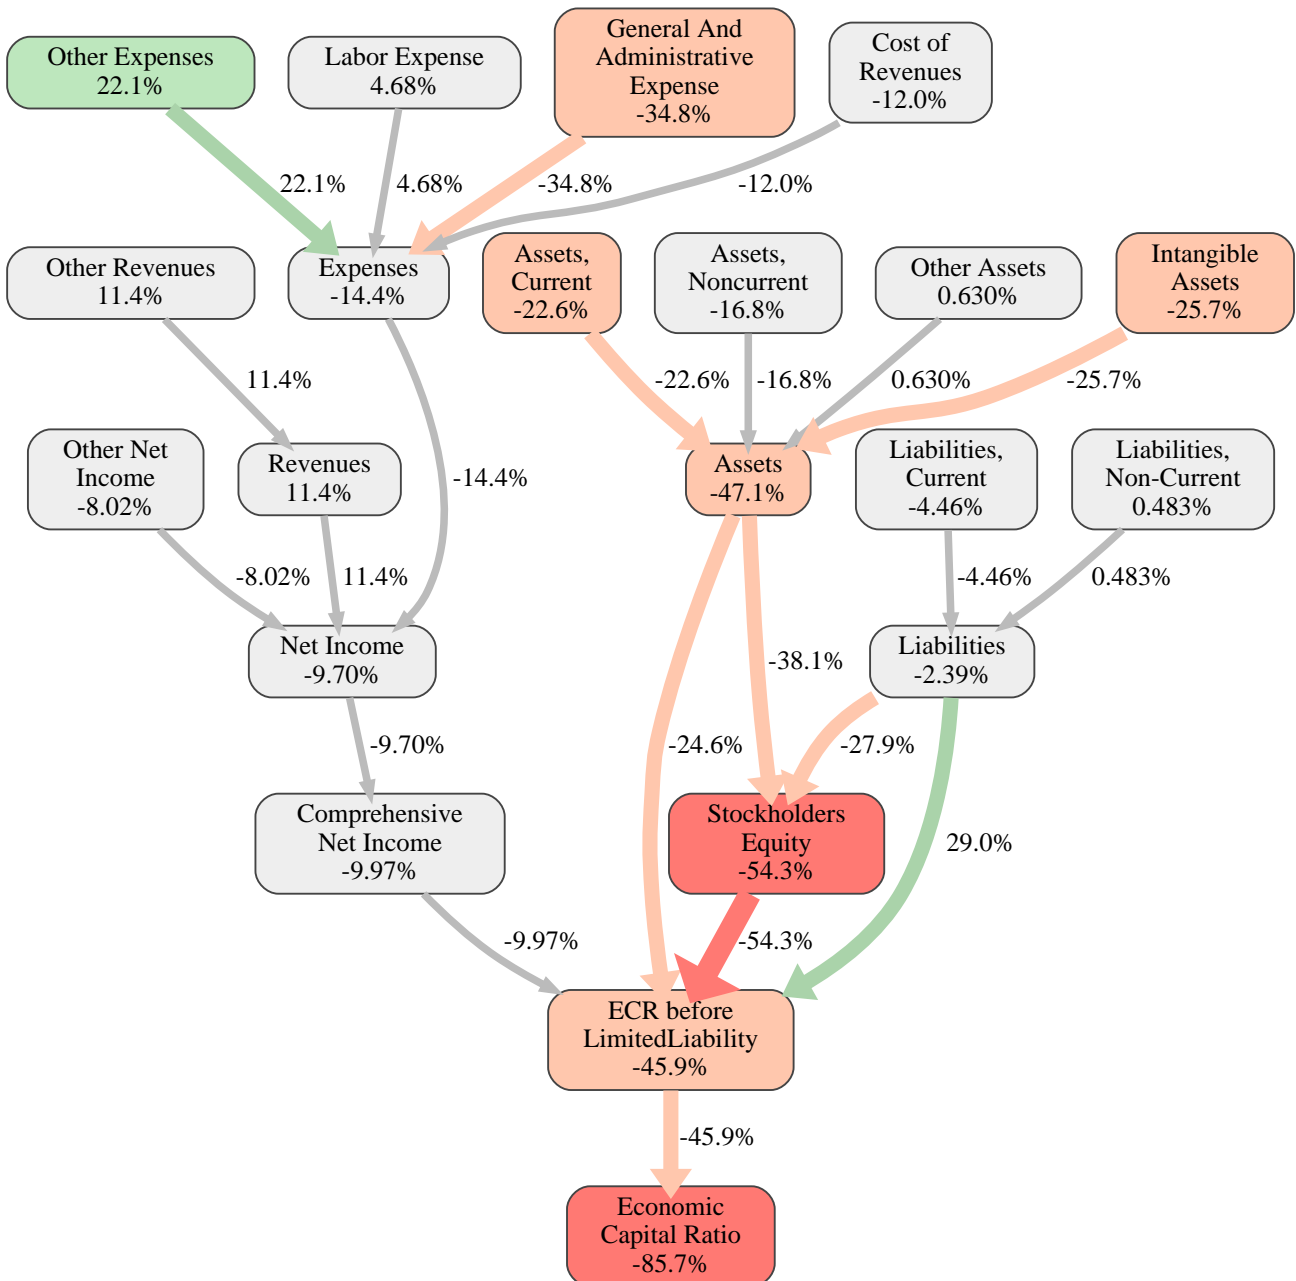 Other Expenses
22.1%
Labor Expense
4.68%
General And
Administrative
Expense
-34.8%
Cost of
Revenues
-12.0%
22.1%
4.68%
-34.8%
-12.0%
Other Revenues
11.4%
Expenses
-14.4%
Assets,
Current
-22.6%
Assets,
Noncurrent
-16.8%
Other Assets
0.630%
Intangible
Assets
-25.7%
11.4%
-22.6%
-16.8%
0.630%
-25.7%
Other Net
Income
-8.02%
Revenues
11.4%
-14.4%
Assets
-47.1%
Liabilities,
Current
-4.46%
Liabilities,
Non-Current
0.483%
-8.02%
11.4%
-4.46%
0.483%
Net Income
-9.70%
-38.1%
Liabilities
-2.39%
-9.70%
-24.6%
-27.9%
Comprehensive
Net Income
-9.97%
Stockholders
Equity
-54.3%
29.0%
-9.97%
-54.3%
ECR before
LimitedLiability
-45.9%
-45.9%
Economic
Capital Ratio
-85.7%